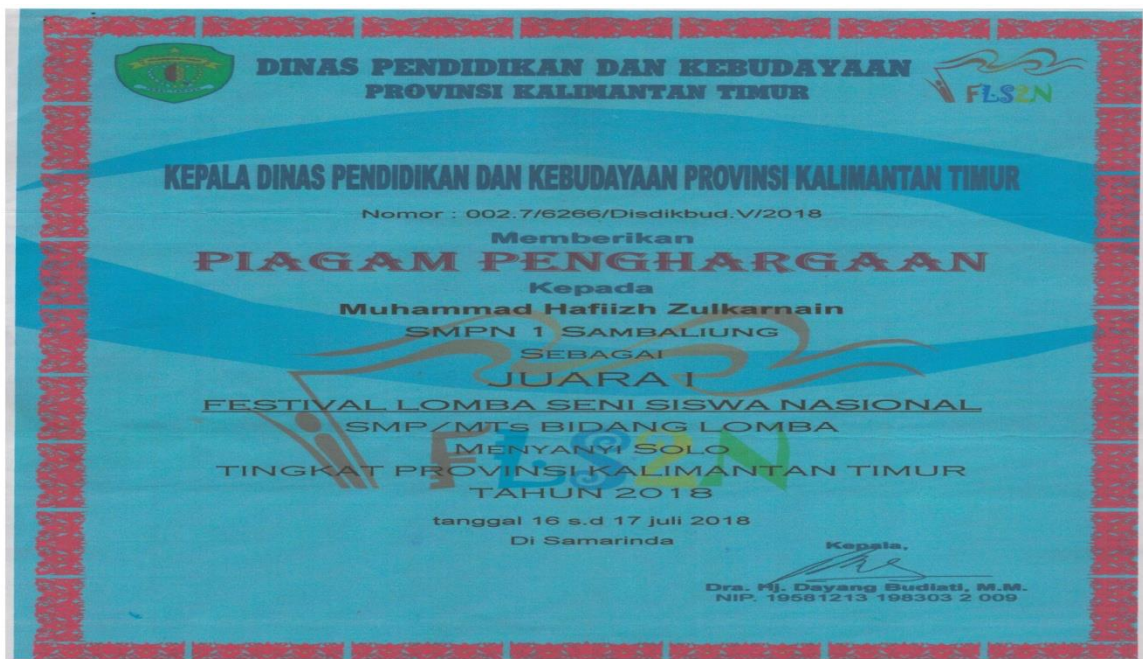 DINAS PENDIDIKAN DAN KEBUDAYAAN
PROVINSI KALIMANTAN TIMUR
FLS2N
KEPALA DINAS PENDIDIKAN DAN KEBUDAYAAN PROVINSI KALIMANTAN TIMUR
Nomor : 002.7/6266/Disdikbud.V/2018
Memberikan
PIAGAM PENGHARGAAN
Kepada
Muhammad Hafiizh Zulkarnain
SMPN 1 SAMBALIUNG
SEBAGAI
JUARA I
FESTIVAL LOMBA SENI SISWA NASIONAL
SMP/MTs BIDANG LOMBA
MENYANYI SOLO
FLS2N
TINGKAT PROVINSI KALIMANTAN TIMUR
TAHUN 2018
tanggal 16 s.d 17 juli 2018
Di Samarinda
Kepala,
Dra. Hj. Dayang Budiati, M.M.
NIP. 19581213 198303 2 009